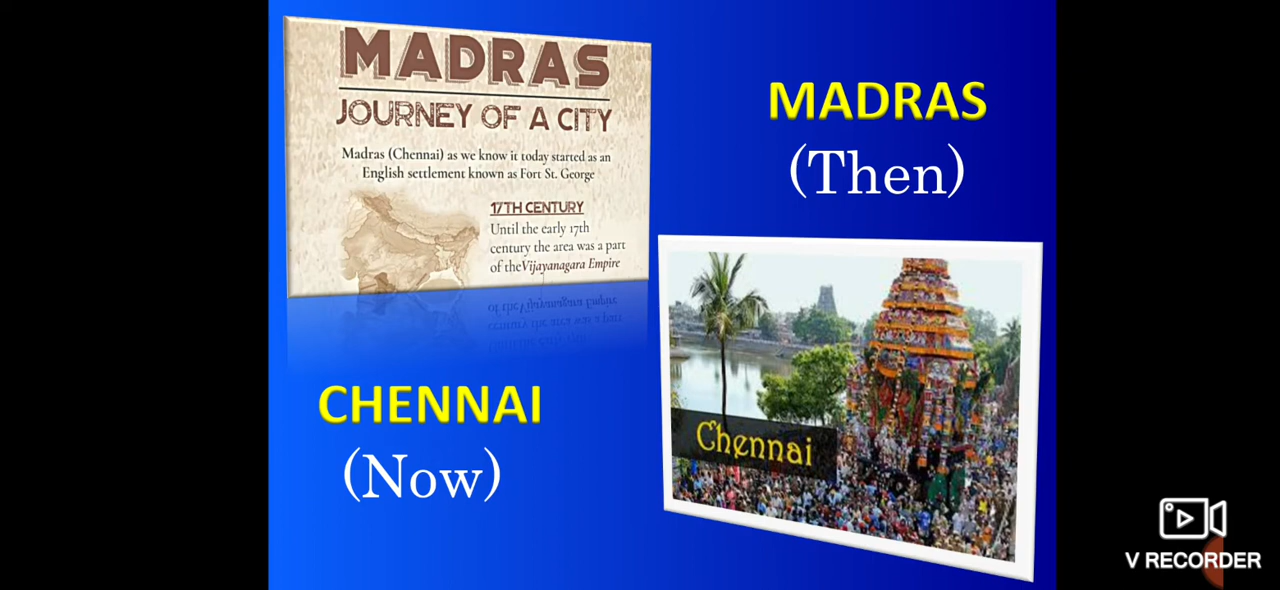 MADRAS
JOURNEY OF A CITY
Madras (Chennai) as we know it today started as an
English settlement known as Fort St. George
17TH CENTURY
Until the early 17th
century the area was a part
of the Vijayanagara Empire
MADRAS
(Then)
CHENNAI
(Now)
Chennai
V RECORDER